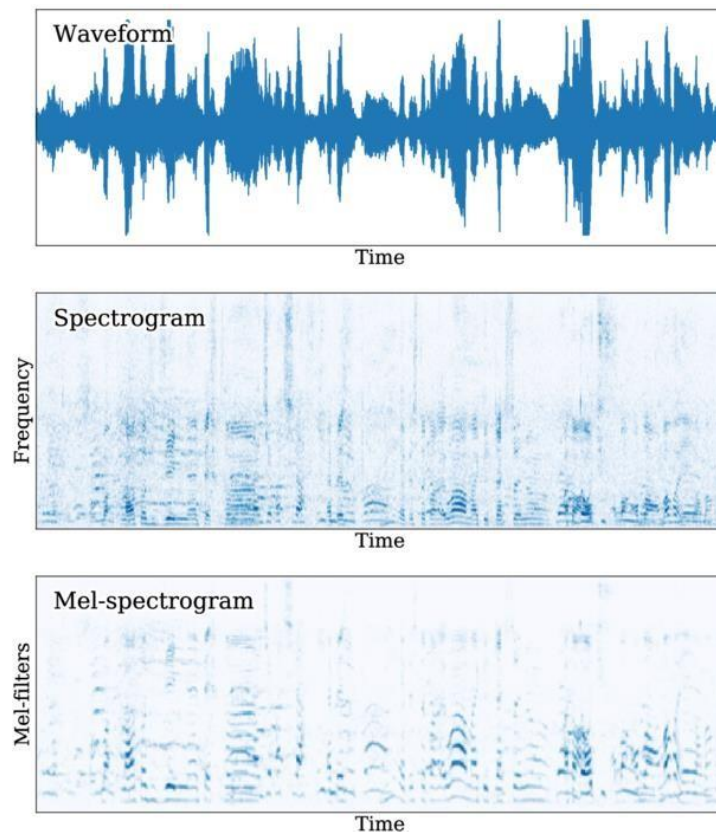 Waveform
Time
Spectrogram
Frequency
Time
Mel-spectrogram
Mel-filters
Time